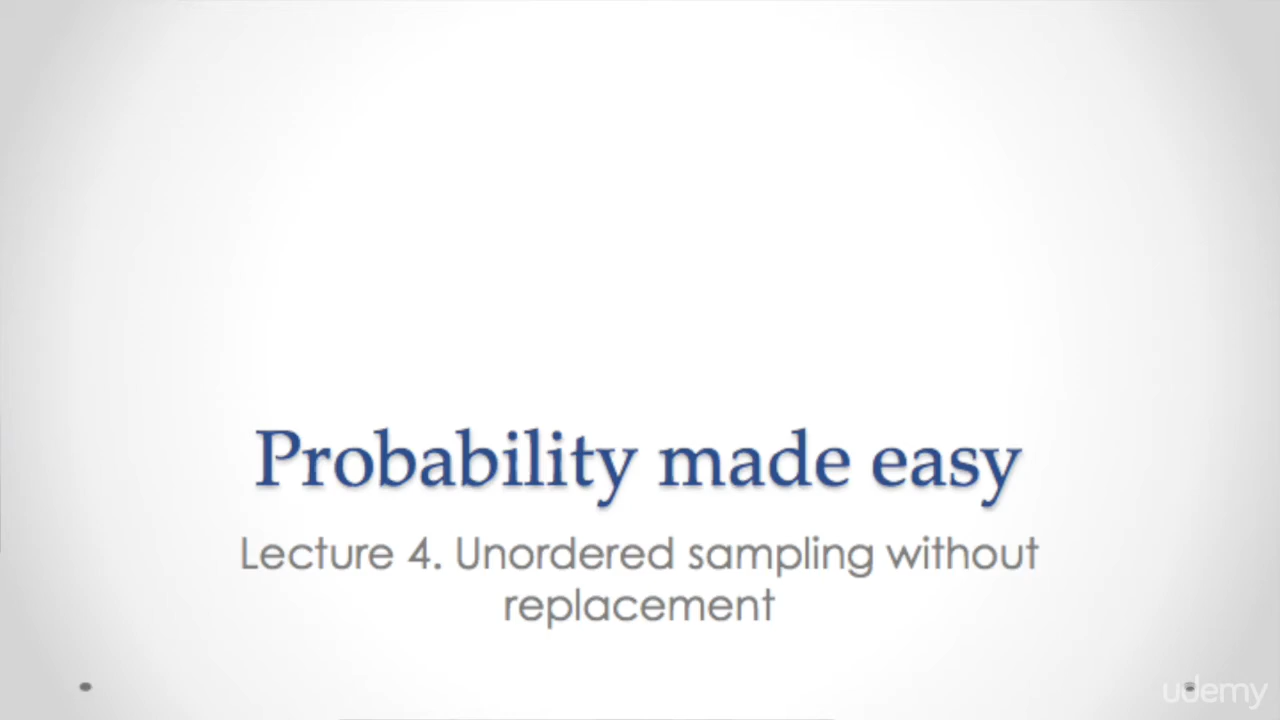 Probability made easy
Lecture 4. Unordered sampling without
replacement
udemy